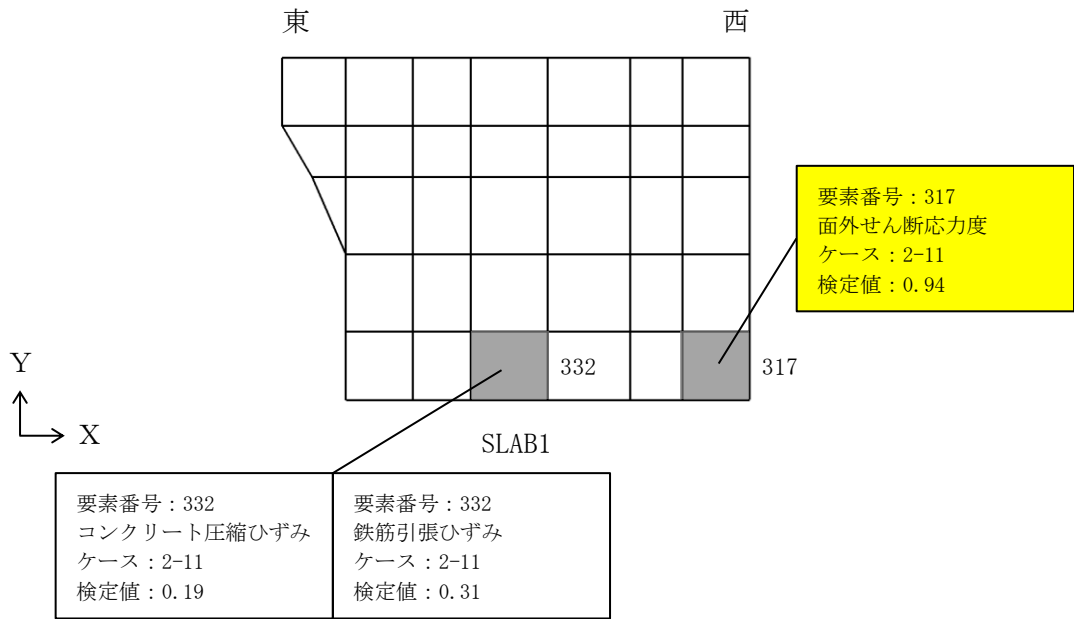 東
西
要素番号：317
面外せん断応力度
ケース：2-11
検定値：0.94
332
317
Y
X
SLAB1
要素番号：332
コンクリート圧縮ひずみ
ケース：2-11
検定値：0.19
要素番号：332
鉄筋引張ひずみ
ケース：2-11
検定値：0.31